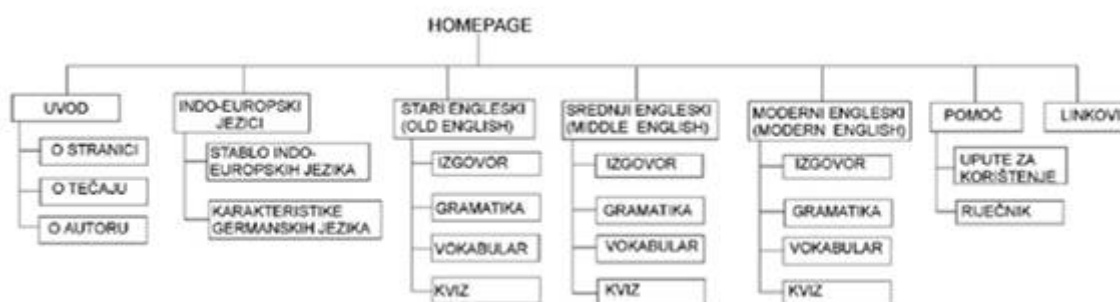 HOMEPAGE
UVOD
O STRANICI
O TEČAJU
O AUTORU
INDO-EUROPSKI
JEZICI
STABLO INDO-
EUROPSKIH JEZIKA
KARAKTERISTIKE
GERMANSKIH JEZIKA
STARI ENGLESKI
(OLD ENGLISH)
IZGOVOR
GRAMATIKA
VOKABULAR
KVIZ
SREDNJI ENGLESKI
(MIDDLE ENGLISH)
IZGOVOR
GRAMATIKA
VOKABULAR
KVIZ
MODERNI ENGLESKI
(MODERN ENGLISH)
IZGOVOR
GRAMATIKA
VOKABULAR
KVIZ
POMOČ
UPUTE ZA
KORIŠTENJE
RIJEČNIK
LINKOVI